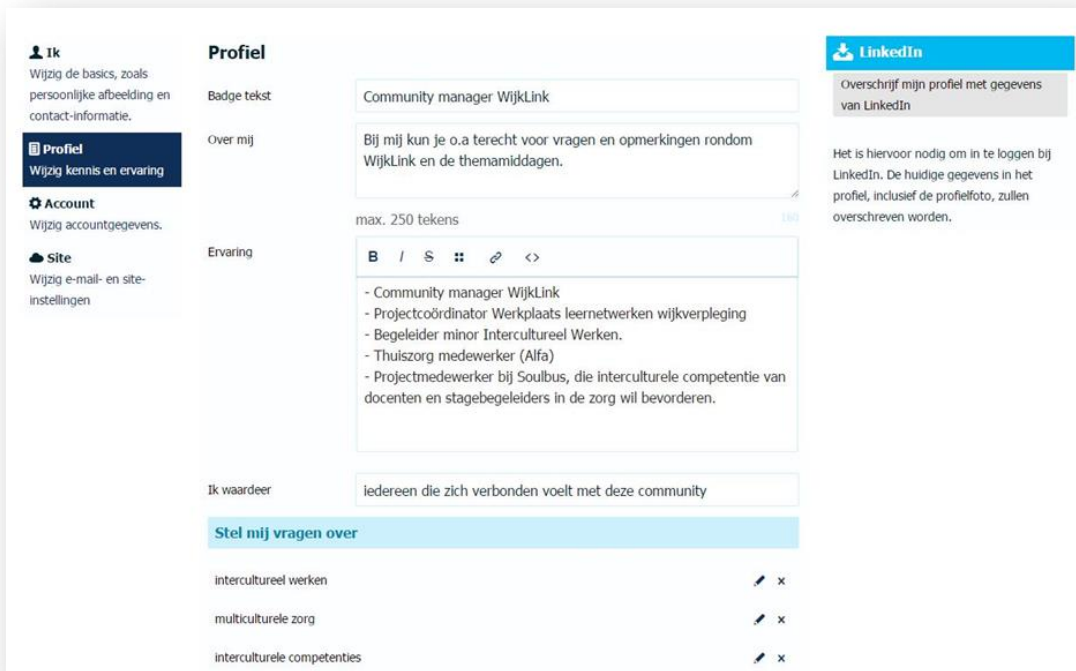 Ik
Wijzig de basics, zoals
persoonlijke afbeelding en
contact-informatie.
Profiel
Wijzig kennis en ervaring
Account
Wijzig accountgegevens.
Site
Wijzig e-mail- en site-
instellingen
Profiel
Badge tekst
Community manager WijkLink
Over mij
Bij mij kun je o.a terecht voor vragen en opmerkingen rondom
WijkLink en de themamiddagen.
max. 250 tekens
160
Ervaring
B I S <>
- Community manager WijkLink
- Projectcoördinator Werkplaats leernetwerken wijkverpleging
- Begeleider minor Intercultureel Werken.
- Thuiszorg medewerker (Alfa)
- Projectmedewerker bij Soulbus, die interculturele competentie van
docenten en stagebegeleiders in de zorg wil bevorderen.
Ik waardeer
iedereen die zich verbonden voelt met deze community
Stel mij vragen over
intercultureel werken
multiculturele zorg
interculturele competenties
LinkedIn
Overschrijf mijn profiel met gegevens
van LinkedIn
Het is hiervoor nodig om in te loggen bij
LinkedIn. De huidige gegevens in het
profiel, inclusief de profielfoto, zullen
overschreven worden.